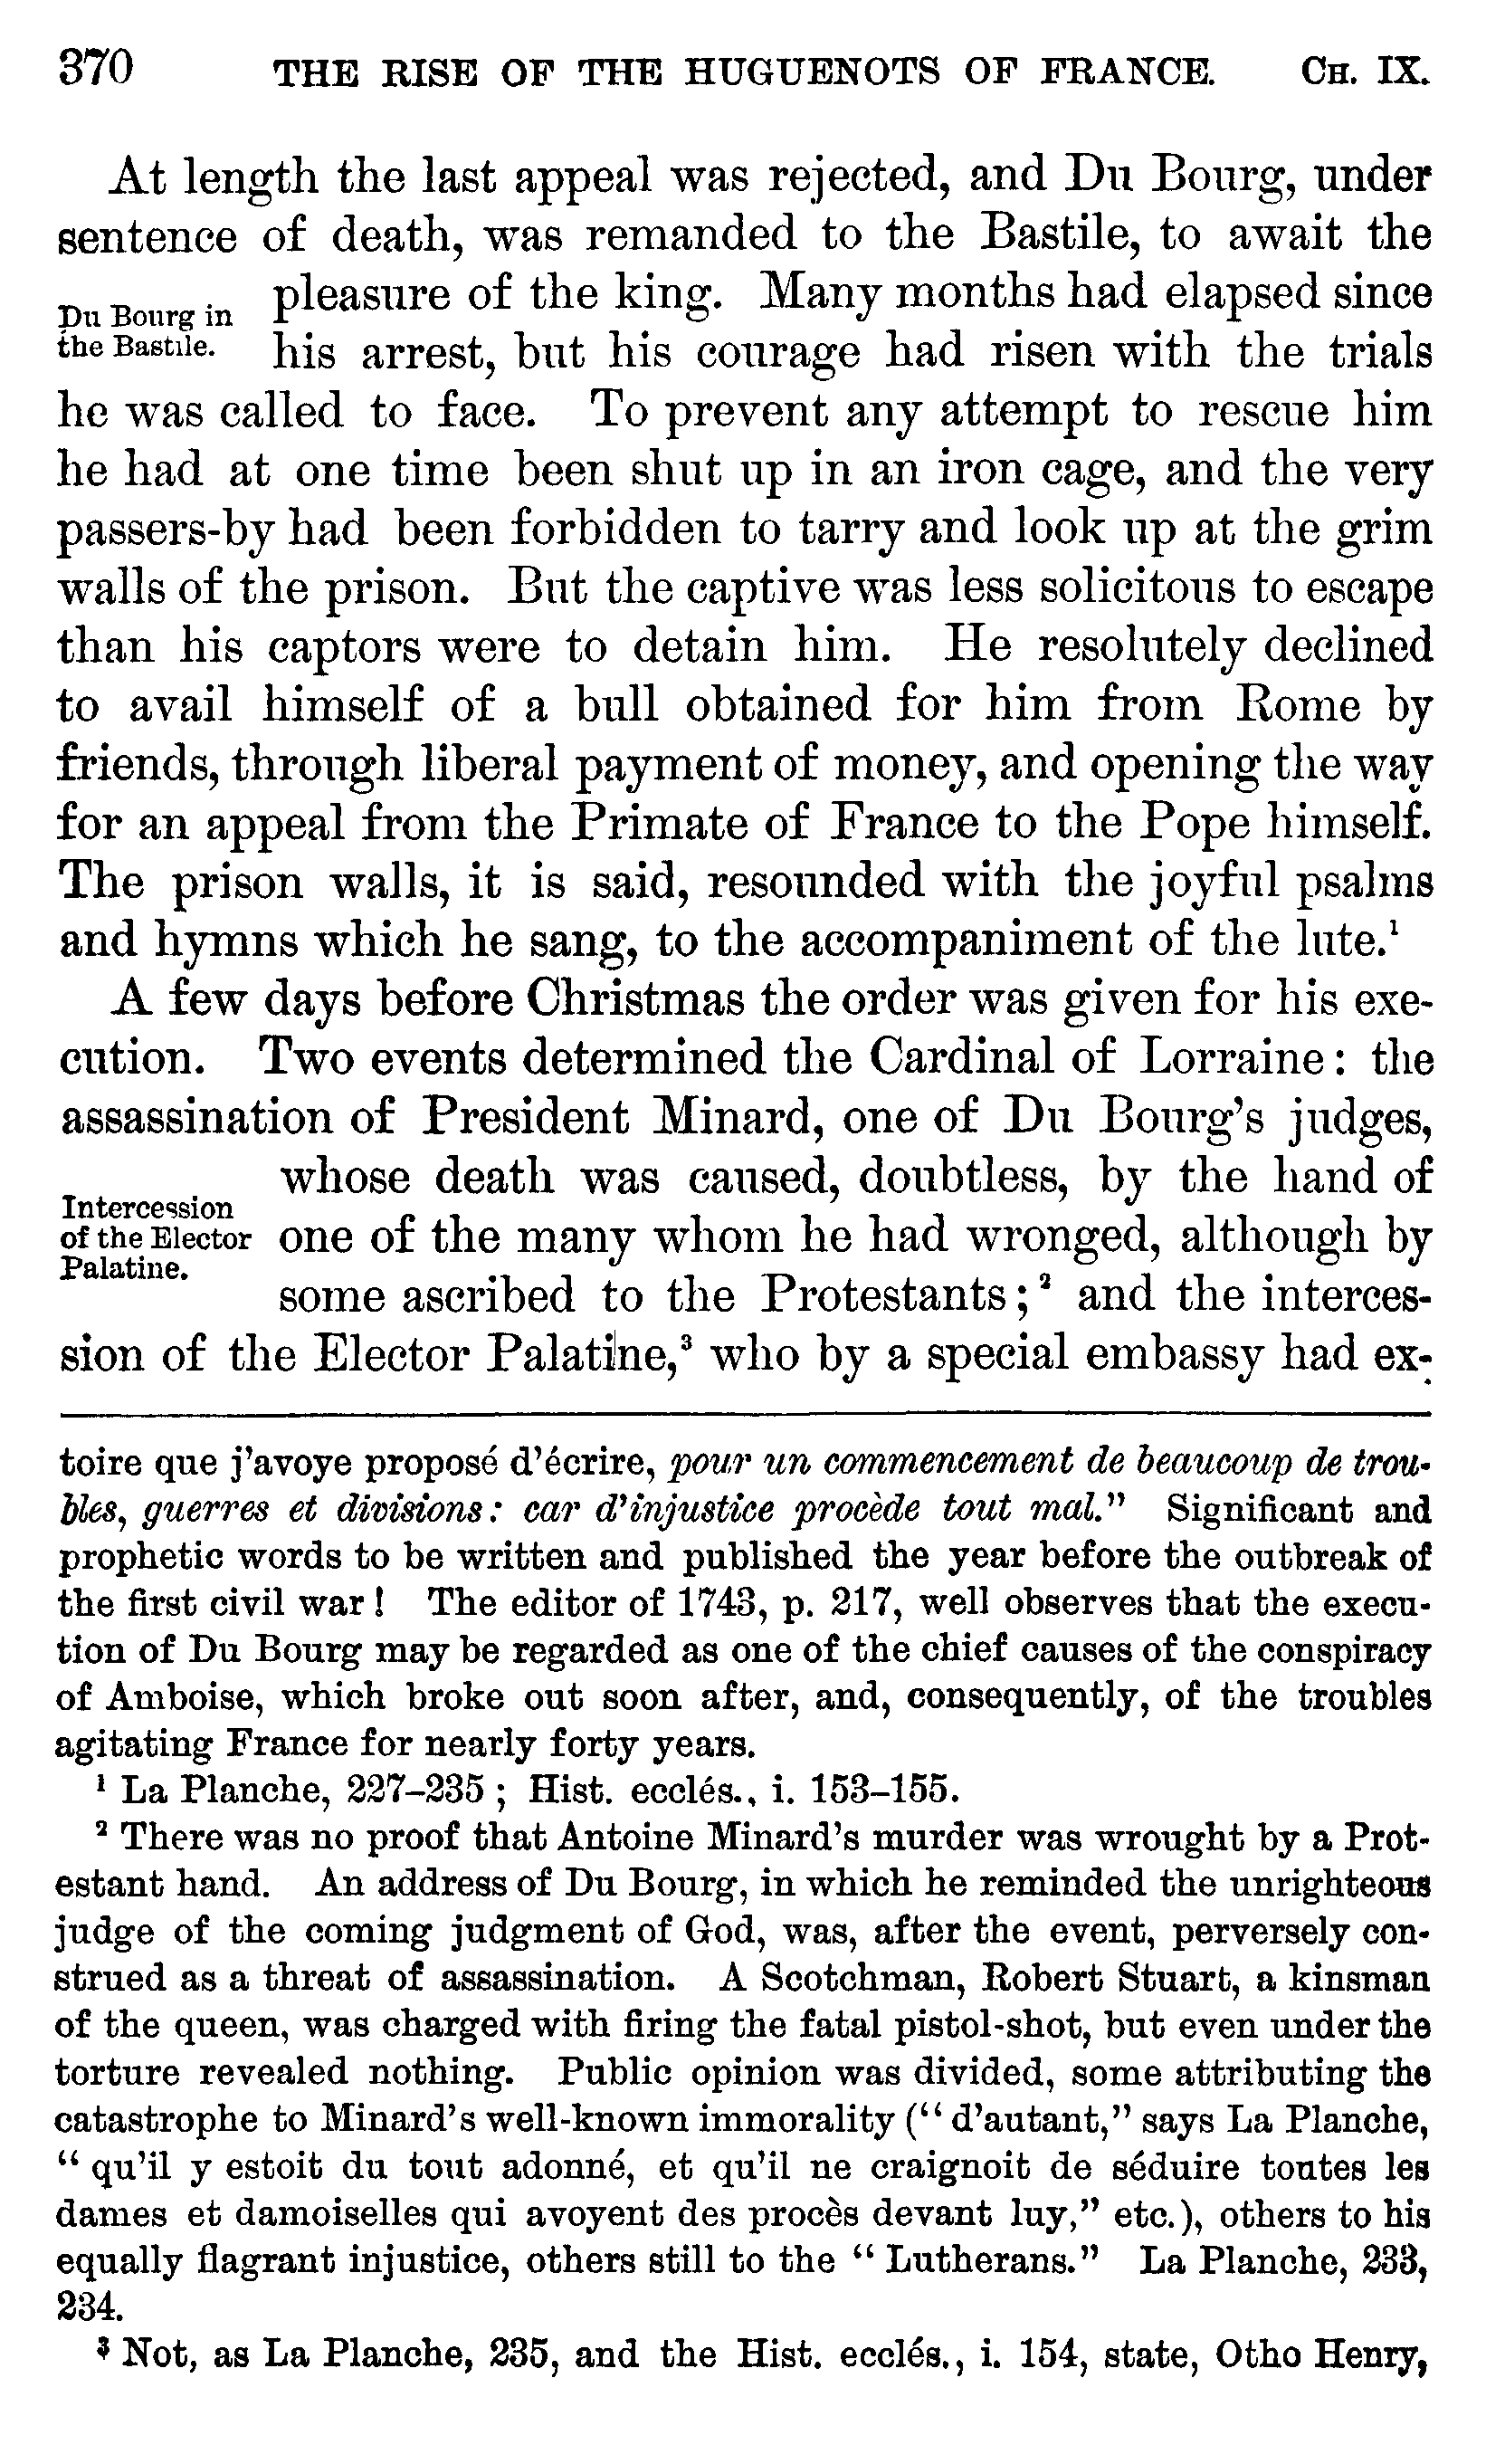 370 THE RISE OF THE HUGUENOTS OF FRANCE. CH. IX.
At length the last appeal was rejected, and Du Bourg, under
sentence of death, was remanded to the Bastile, to await the
Du Bourg in
the Bastile.
pleasure of the king. Many months had elapsed since
his arrest, but his courage had risen with the trials
he was called to face. To prevent any attempt to rescue him
he had at one time been shut up in an iron cage, and the very
passers-by had been forbidden to tarry and look up at the grim
walls of the prison. But the captive was less solicitous to escape
than his captors were to detain him. He resolutely declined
to avail himself of a bull obtained for him from Rome by
friends, through liberal payment of money, and opening the way
for an appeal from the Primate of France to the Pope himself.
The prison walls, it is said, resounded with the joyful psalms
and hymns which he sang, to the accompaniment of the lute.¹
A few days before Christmas the order was given for his exe-
cution. Two events determined the Cardinal of Lorraine: the
assassination of President Minard, one of Du Bourg's judges,
Intercession
of the Elector
Palatine.
whose death was caused, doubtless, by the hand of
one of the many whom he had wronged, although by
some ascribed to the Protestants;² and the interces-
sion of the Elector Palatine,³ who by a special embassy had ex-
toire que j'avoye proposé d'écrire, pour un commencement de beaucoup de trou-
bles, guerres et divisions: car d'injustice procède tout mal." Significant and
prophetic words to be written and published the year before the outbreak of
the first civil war! The editor of 1743, p. 217, well observes that the execu-
tion of Du Bourg may be regarded as one of the chief causes of the conspiracy
of Amboise, which broke out soon after, and, consequently, of the troubles
agitating France for nearly forty years.
¹ La Planche, 227–235; Hist. ecclés., i. 153–155.
² There was no proof that Antoine Minard's murder was wrought by a Prot-
estant hand. An address of Du Bourg, in which he reminded the unrighteous
judge of the coming judgment of God, was, after the event, perversely con-
strued as a threat of assassination. A Scotchman, Robert Stuart, a kinsman
of the queen, was charged with firing the fatal pistol-shot, but even under the
torture revealed nothing. Public opinion was divided, some attributing the
catastrophe to Minard's well-known immorality ("d'autant," says La Planche,
"qu'il y estoit du tout adonné, et qu'il ne craignoit de séduire toutes les
dames et damoiselles qui avoyent des procès devant luy," etc.), others to his
equally flagrant injustice, others still to the "Lutherans." La Planche, 233,
234.
³ Not, as La Planche, 235, and the Hist. ecclés., i. 154, state, Otho Henry,